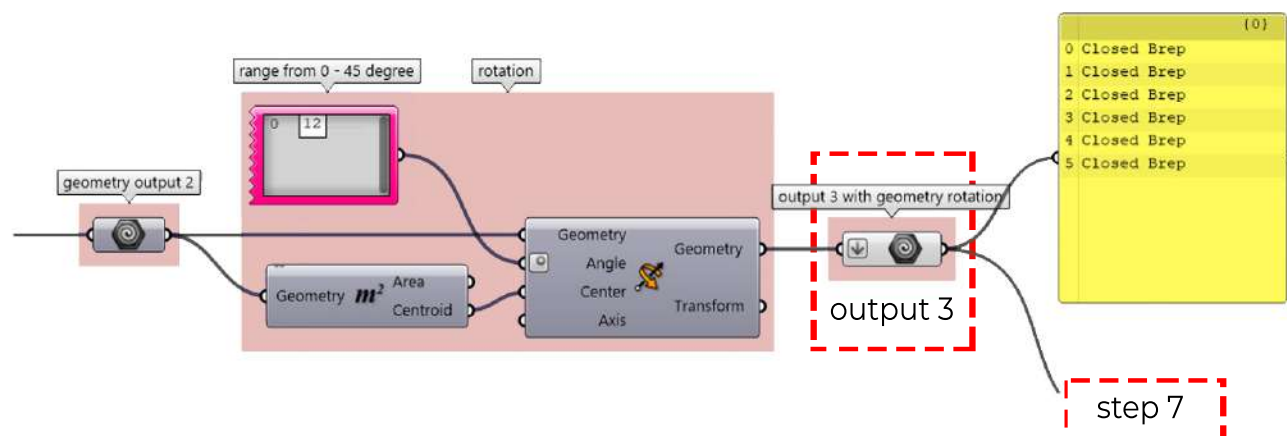 {0}
0 Closed Brep
1 Closed Brep
2 Closed Brep
3 Closed Brep
4 Closed Brep
5 Closed Brep
range from 0 - 45 degree
rotation
0 12
geometry output 2
output 3 with geometry rotation
Geometry
Angle
Center
Axis
Geometry
Transform
Geometry m²
Area
Centroid
output 3
step 7